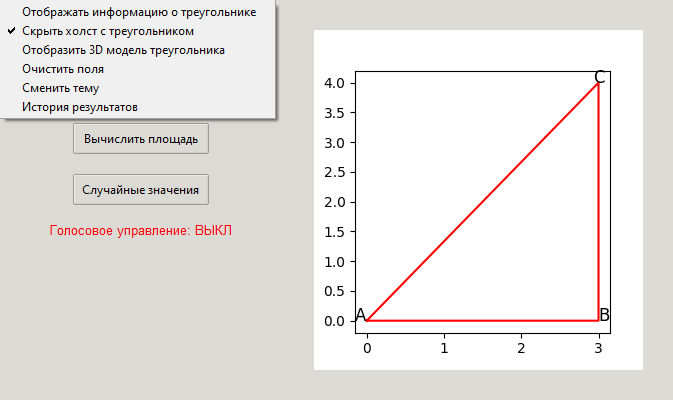 Отображать информацию о треугольнике
Скрыть холст с треугольником
Отобразить 3D модель треугольника
Очистить поля
Сменить тему
История результатов
Вычислить площадь
Случайные значения
Голосовое управление: ВЫКЛ
C
4.0
3.5
3.0
2.5
2.0
1.5
1.0
0.5
0.0
A
B
0 1 2 3